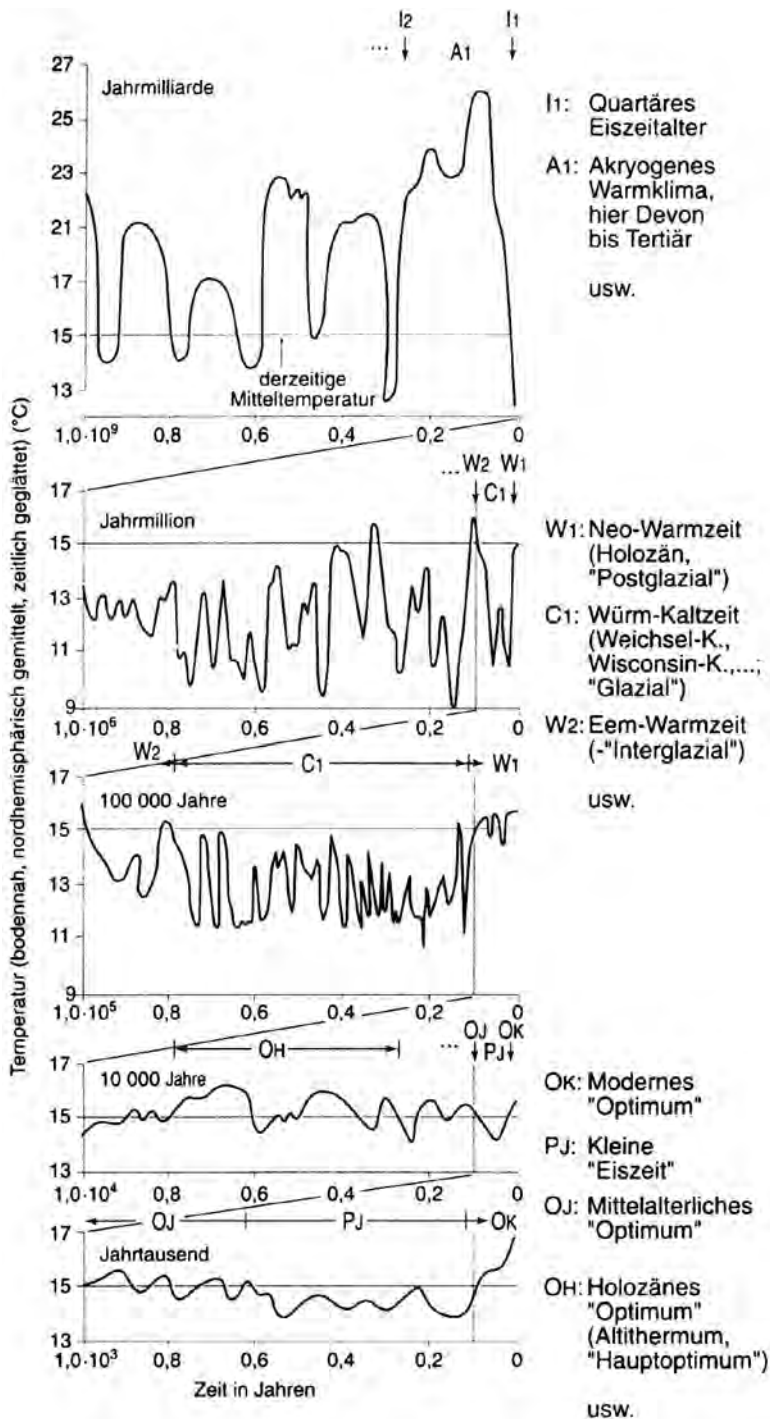 I2 I1
.... A1
27
25
23
21
17
15
13
Jahrmilliarde
derzeitige
Mitteltemperatur
1,0·10⁹ 0,8 0,6 0,4 0,2 0
I1: Quartäres
Eiszeitalter
A1: Akryogenes
Warmklima,
hier Devon
bis Tertiär
usw.
Temperatur (bodennah, nordhemisphärisch gemittelt, zeitlich geglättet) (°C)
... W2 W1
C1
17
15
13
11
9
Jahrmillion
1,0·10⁶ 0,8 0,6 0,4 0,2 0
W1: Neo-Warmzeit
(Holozän,
"Postglazial")
C1: Würm-Kaltzeit
(Weichsel-K.,
Wisconsin-K.,...;
"Glazial")
W2: Eem-Warmzeit
(-"Interglazial")
usw.
W2 C1 W1
17
15
13
11
9
100 000 Jahre
1,0·10⁵ 0,8 0,6 0,4 0,2 0
OJ OK
OH ... PJ
17
15
13
10 000 Jahre
1,0·10⁴ 0,8 0,6 0,4 0,2 0
OK: Modernes
"Optimum"
PJ: Kleine
"Eiszeit"
OJ: Mittelalterliches
"Optimum"
OH: Holozänes
"Optimum"
(Altithermum,
"Hauptoptimum")
usw.
OJ PJ OK
17
15
13
Jahrtausend
1,0·10³ 0,8 0,6 0,4 0,2 0
Zeit in Jahren